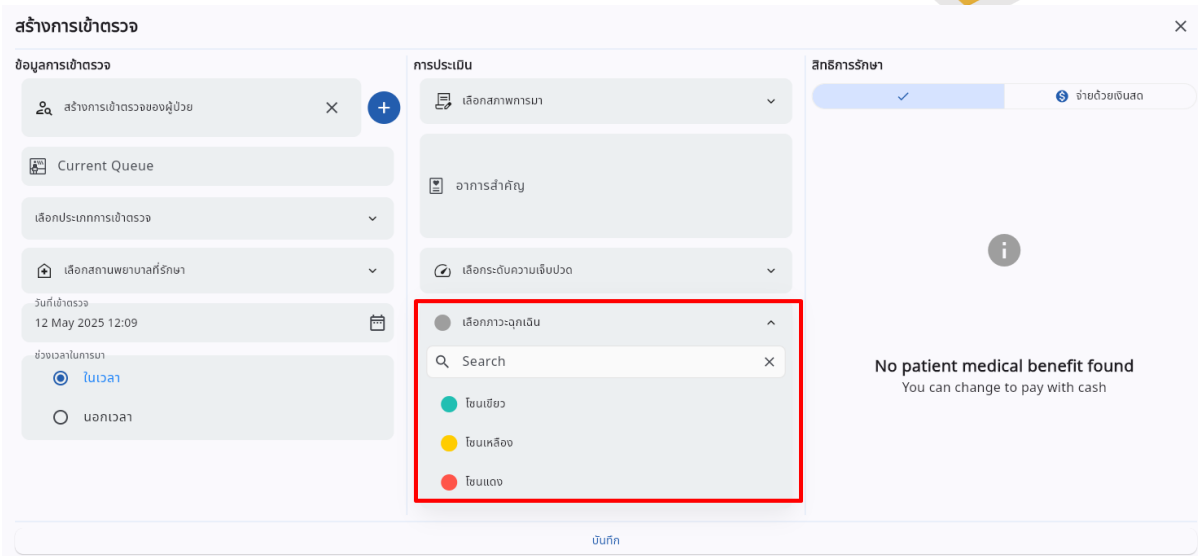 สร้างการเข้าตรวจ
ข้อมูลการเข้าตรวจ
สร้างการเข้าตรวจของผู้ป่วย
Current Queue
เลือกประเภทการเข้าตรวจ
เลือกสถานพยาบาลที่รักษา
วันที่เข้าตรวจ
12 May 2025 12:09
ช่วงเวลาในการมา
ในเวลา
นอกเวลา
การประเมิน
เลือกสภาพการมา
อาการสำคัญ
เลือกระดับความเจ็บปวด
เลือกภาวะฉุกเฉิน
Search
โซนเขียว
โซนเหลือง
โซนแดง
สิทธิการรักษา
จ่ายด้วยเงินสด
No patient medical benefit found
You can change to pay with cash
บันทึก